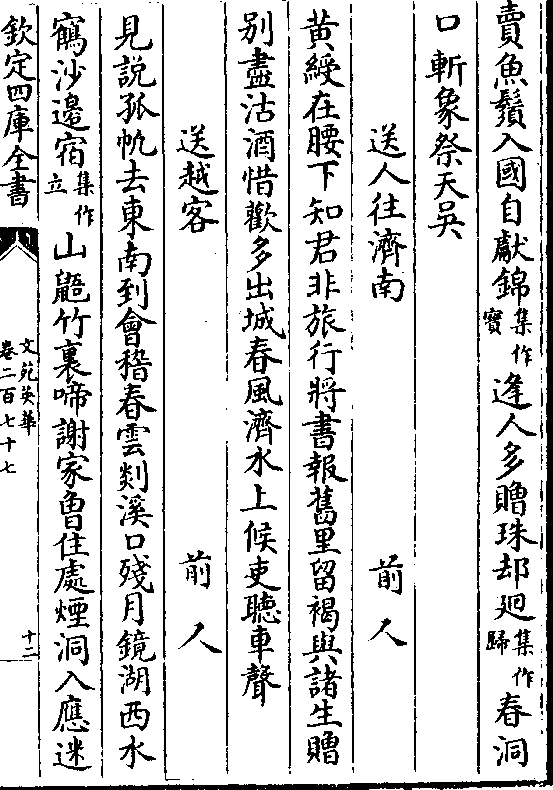 賣魚鬚入國自獻錦集作寶逢人多贈珠却廻集作歸春洞
口斬象祭天吳
送人往濟南　前人
黃綬在腰下知君非旅行將書報舊里留褐與諸生贈
別盡沽酒惜歡多出城春風濟水上候吏聽車聲
送越客　前人
見說孤帆去東南到會稽春雲剡溪口殘月鏡湖西水
鶴沙邊宿集作立山鼯竹裏啼謝家曾住處煙洞入應迷
欽定四庫全書
文苑英華
卷二百七十七
十二